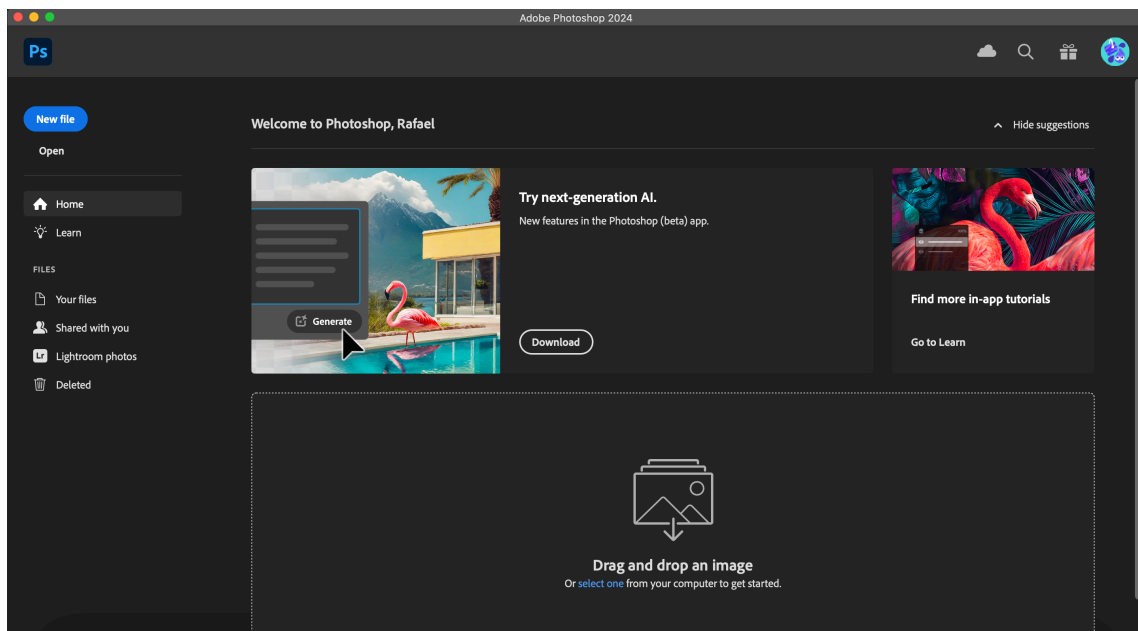 Adobe Photoshop 2024
Ps
New file
Open
Home
Learn
FILES
Your files
Shared with you
Lr Lightroom photos
Deleted
Welcome to Photoshop, Rafael
Hide suggestions
Generate
Try next-generation AI.
New features in the Photoshop (beta) app.
Download
Find more in-app tutorials
Go to Learn
Drag and drop an image
Or select one from your computer to get started.